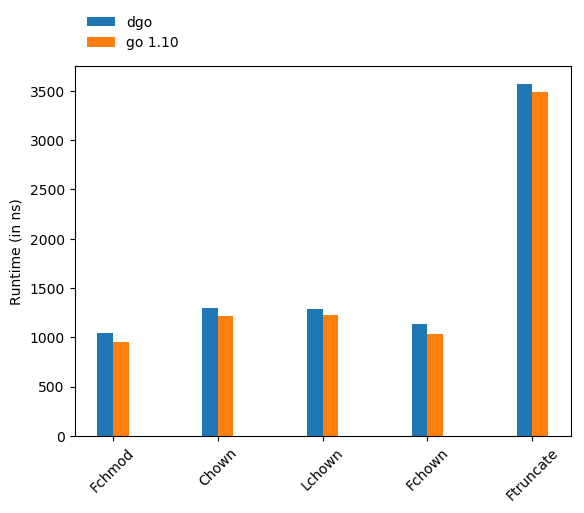 dgo
go 1.10
Runtime (in ns)
3500
3000
2500
2000
1500
1000
500
0
Fchmod
Chown
Lchown
Fchown
Ftruncate